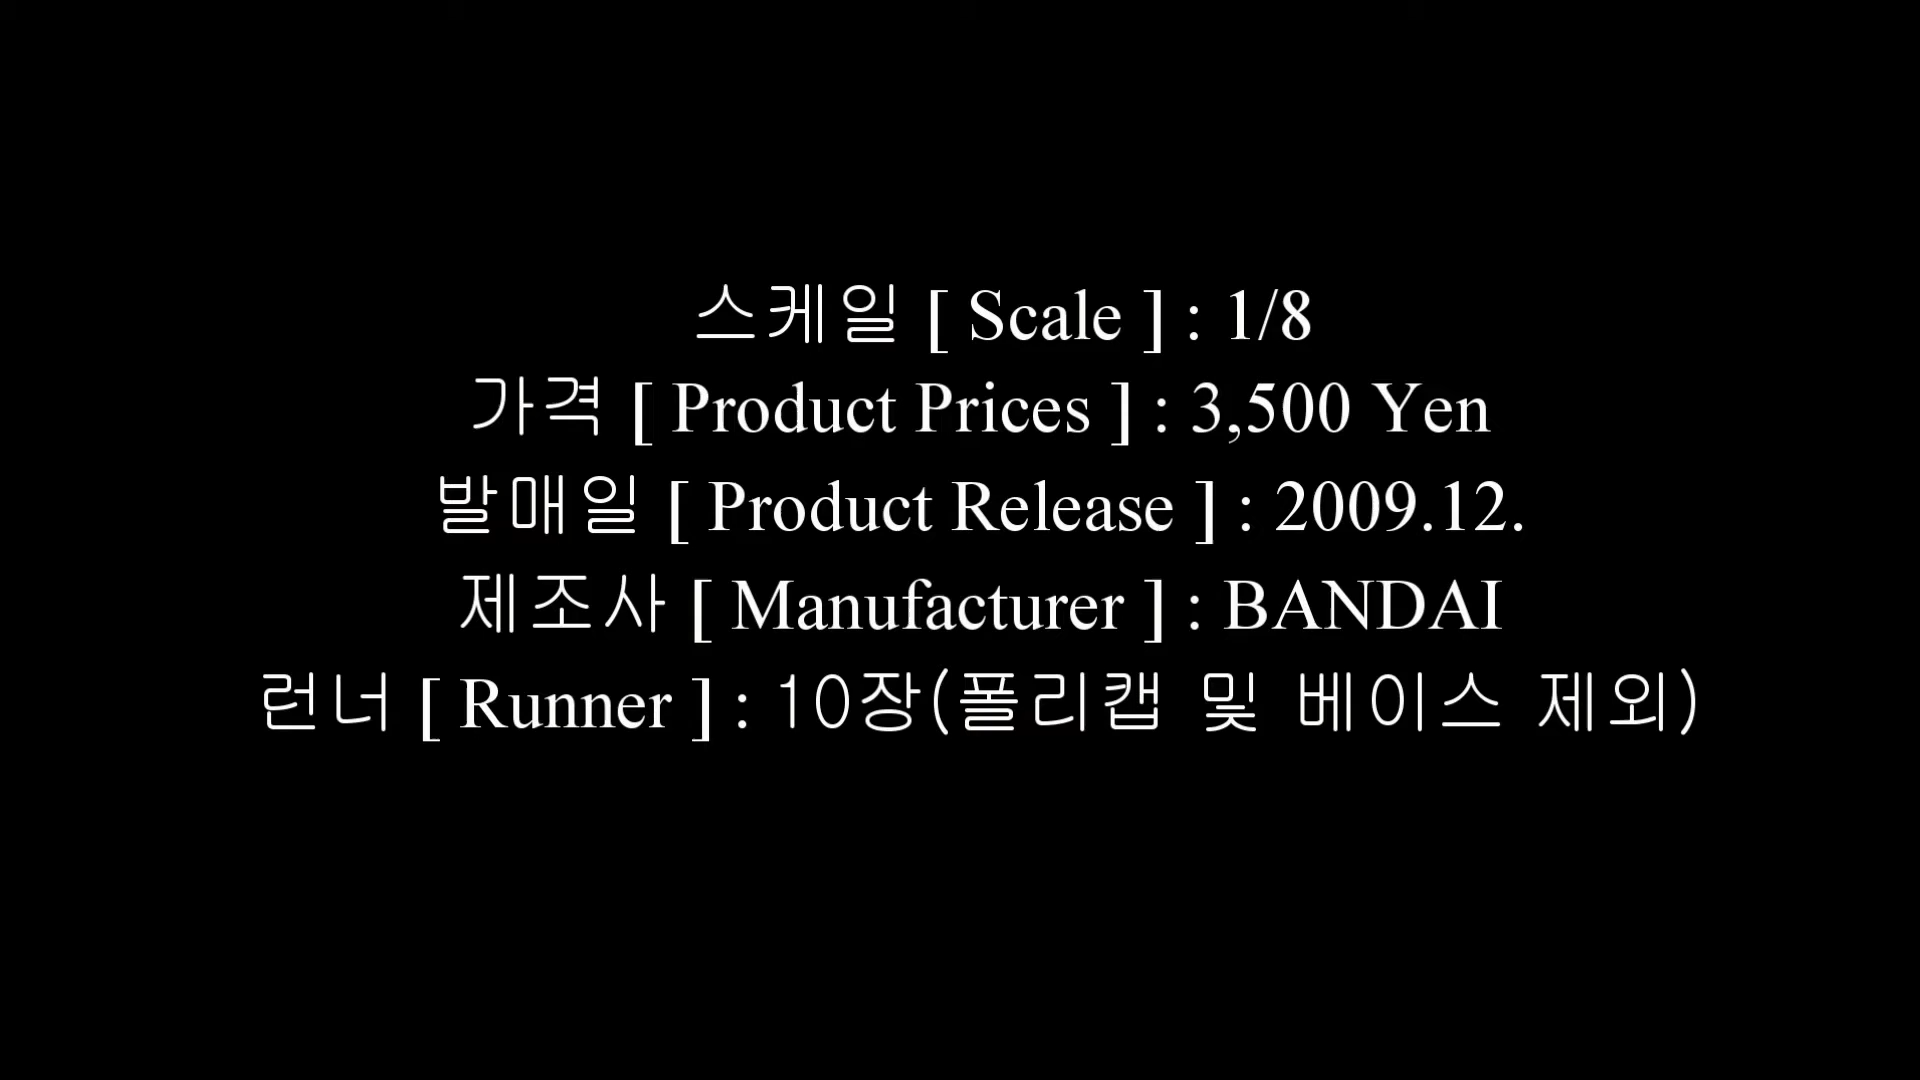 스케일 [ Scale ] : 1/8
가격 [ Product Prices ] : 3,500 Yen
발매일 [ Product Release ] : 2009.12.
제조사 [ Manufacturer ] : BANDAI
런너 [ Runner ] : 10장(폴리캡 및 베이스 제외)